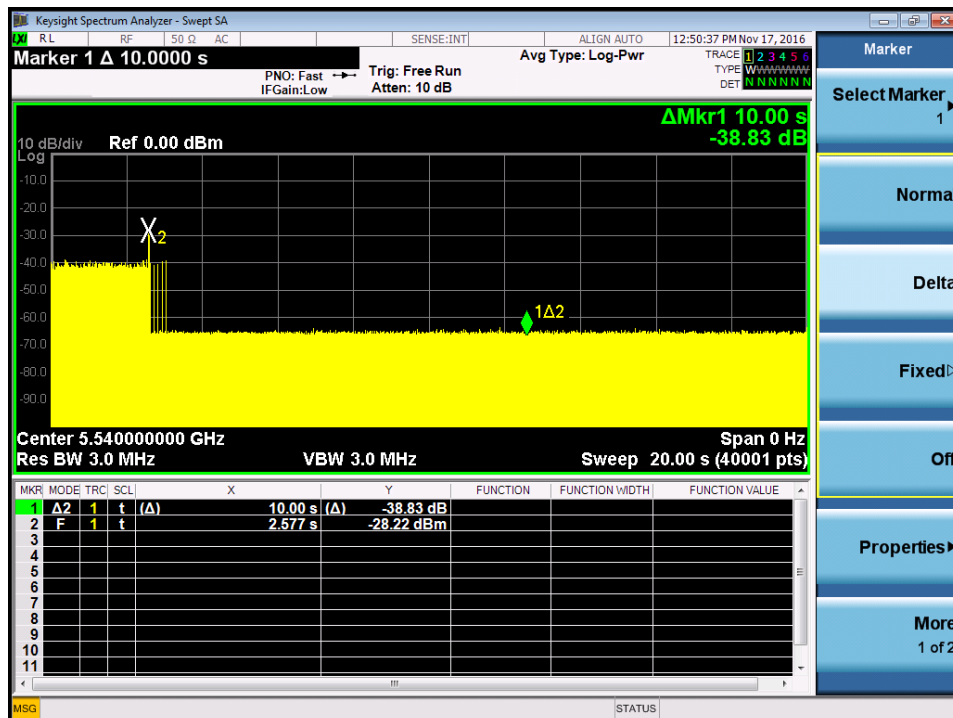 Keysight Spectrum Analyzer - Swept SA
LXI RL RF 50 Ω AC SENSE:INT ALIGN AUTO 12:50:37 PM Nov 17, 2016
Marker 1 Δ 10.0000 s
PNO: Fast Trig: Free Run Avg Type: Log-Pwr TRACE 1 2 3 4 5 6
IFGain:Low Atten: 10 dB TYPE WWWWWW
DET N N N N N N
ΔMkr1 10.00 s
-38.83 dB
10 dB/div Ref 0.00 dBm
Log
-10.0
-20.0
-30.0
-40.0
-50.0
-60.0
-70.0
-80.0
-90.0
X2
1Δ2
Center 5.540000000 GHz Span 0 Hz
Res BW 3.0 MHz VBW 3.0 MHz Sweep 20.00 s (40001 pts)
MKR MODE TRC SCL X Y FUNCTION FUNCTION WIDTH FUNCTION VALUE
1 Δ2 1 t (Δ) 10.00 s (Δ) -38.83 dB
2 F 1 t 2.577 s -28.22 dBm
3
4
5
6
7
8
9
10
11
MSG STATUS
Marker
Select Marker
1
Norma
Delta
Fixed
Off
Properties
More
1 of 2